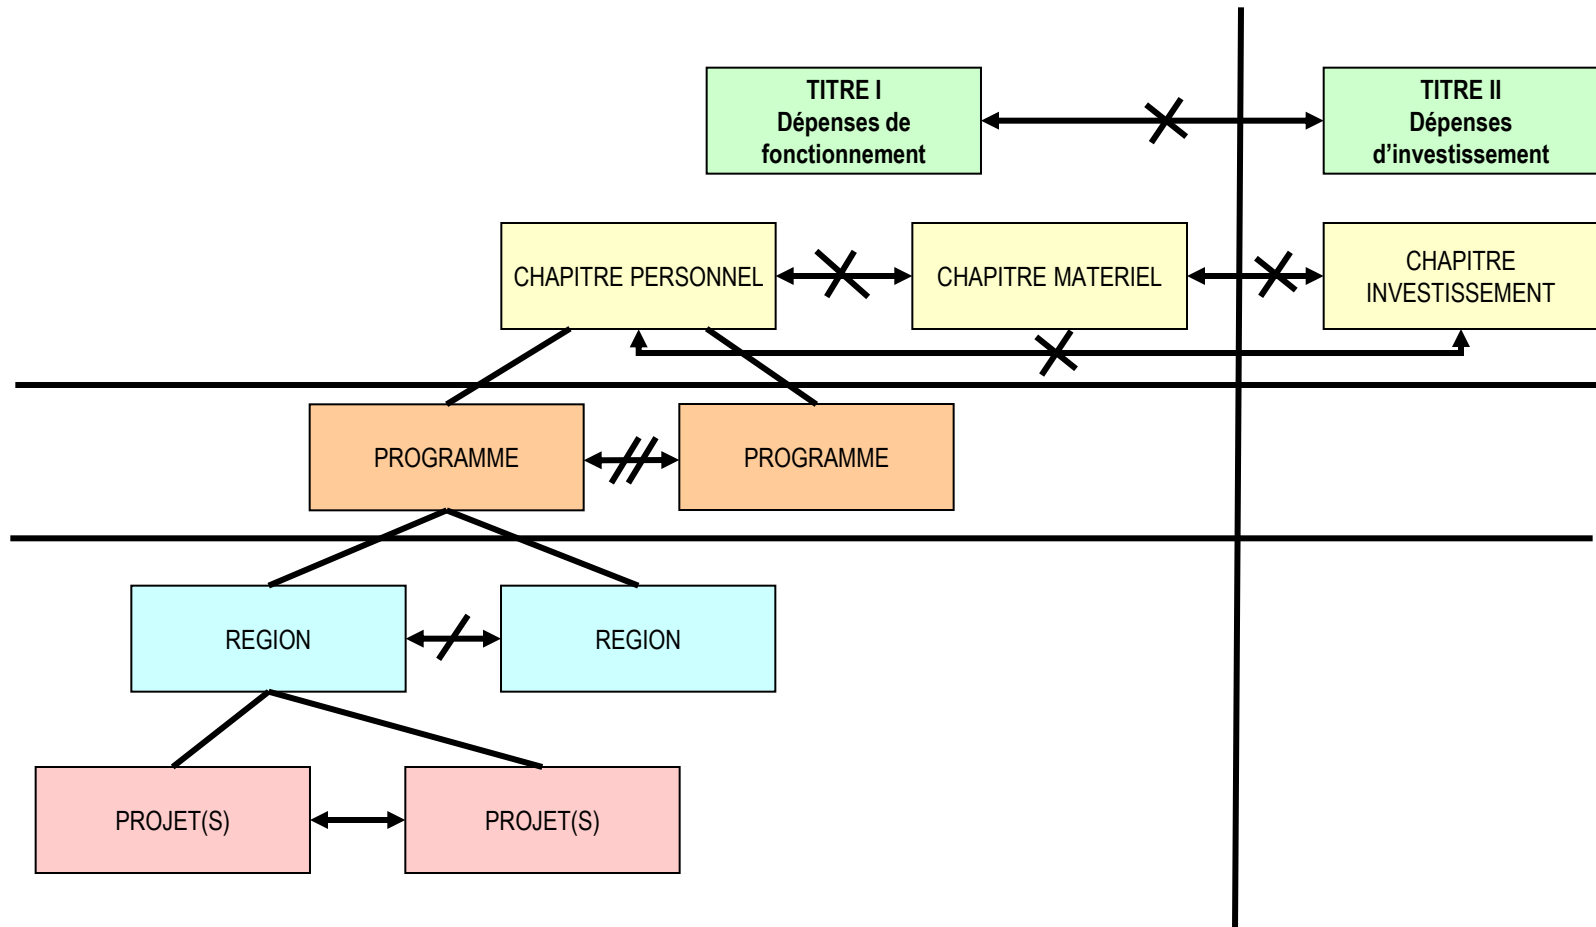 TITRE I
Dépenses de
fonctionnement
TITRE II
Dépenses
d’investissement
CHAPITRE PERSONNEL
CHAPITRE MATERIEL
CHAPITRE
INVESTISSEMENT
PROGRAMME
PROGRAMME
REGION
REGION
PROJET(S)
PROJET(S)